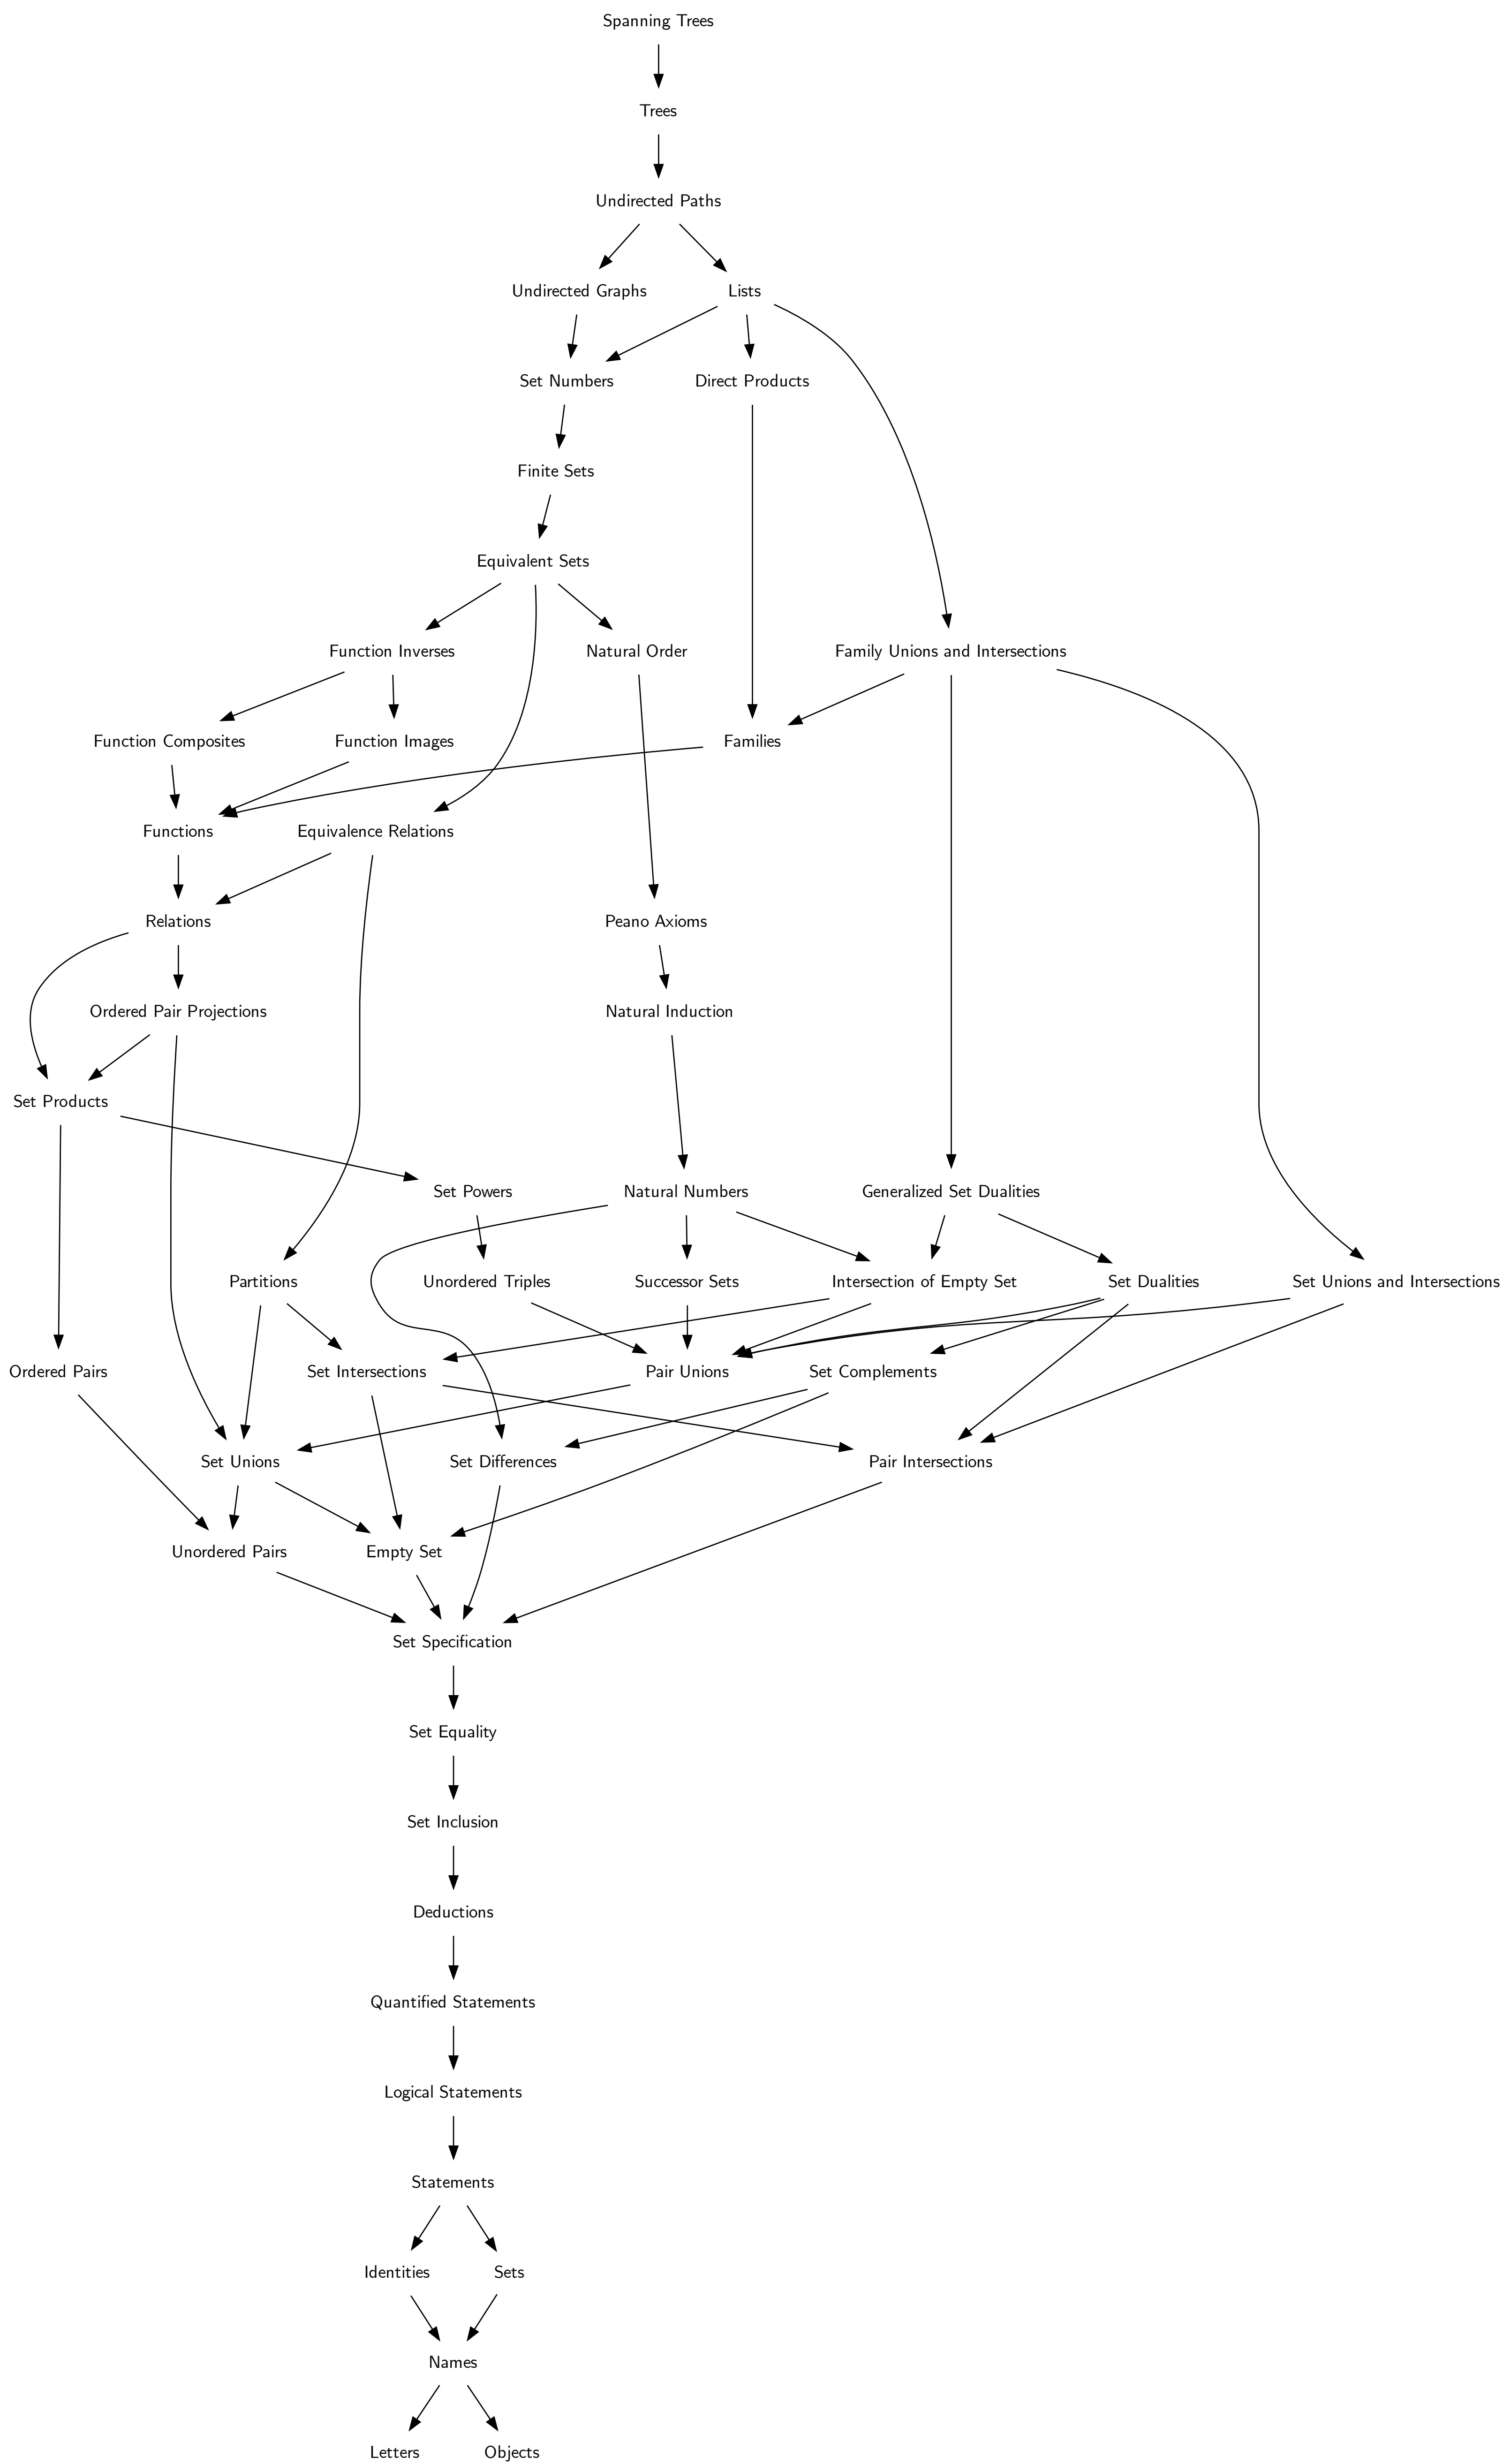 Spanning Trees
Trees
Undirected Paths
Undirected Graphs
Lists
Set Numbers
Direct Products
Finite Sets
Equivalent Sets
Function Inverses
Natural Order
Family Unions and Intersections
Function Composites
Function Images
Families
Functions
Equivalence Relations
Relations
Peano Axioms
Ordered Pair Projections
Natural Induction
Set Products
Set Powers
Natural Numbers
Generalized Set Dualities
Partitions
Unordered Triples
Successor Sets
Intersection of Empty Set
Set Dualities
Set Unions and Intersections
Ordered Pairs
Set Intersections
Pair Unions
Set Complements
Set Unions
Set Differences
Pair Intersections
Unordered Pairs
Empty Set
Set Specification
Set Equality
Set Inclusion
Deductions
Quantified Statements
Logical Statements
Statements
Identities
Sets
Names
Letters
Objects